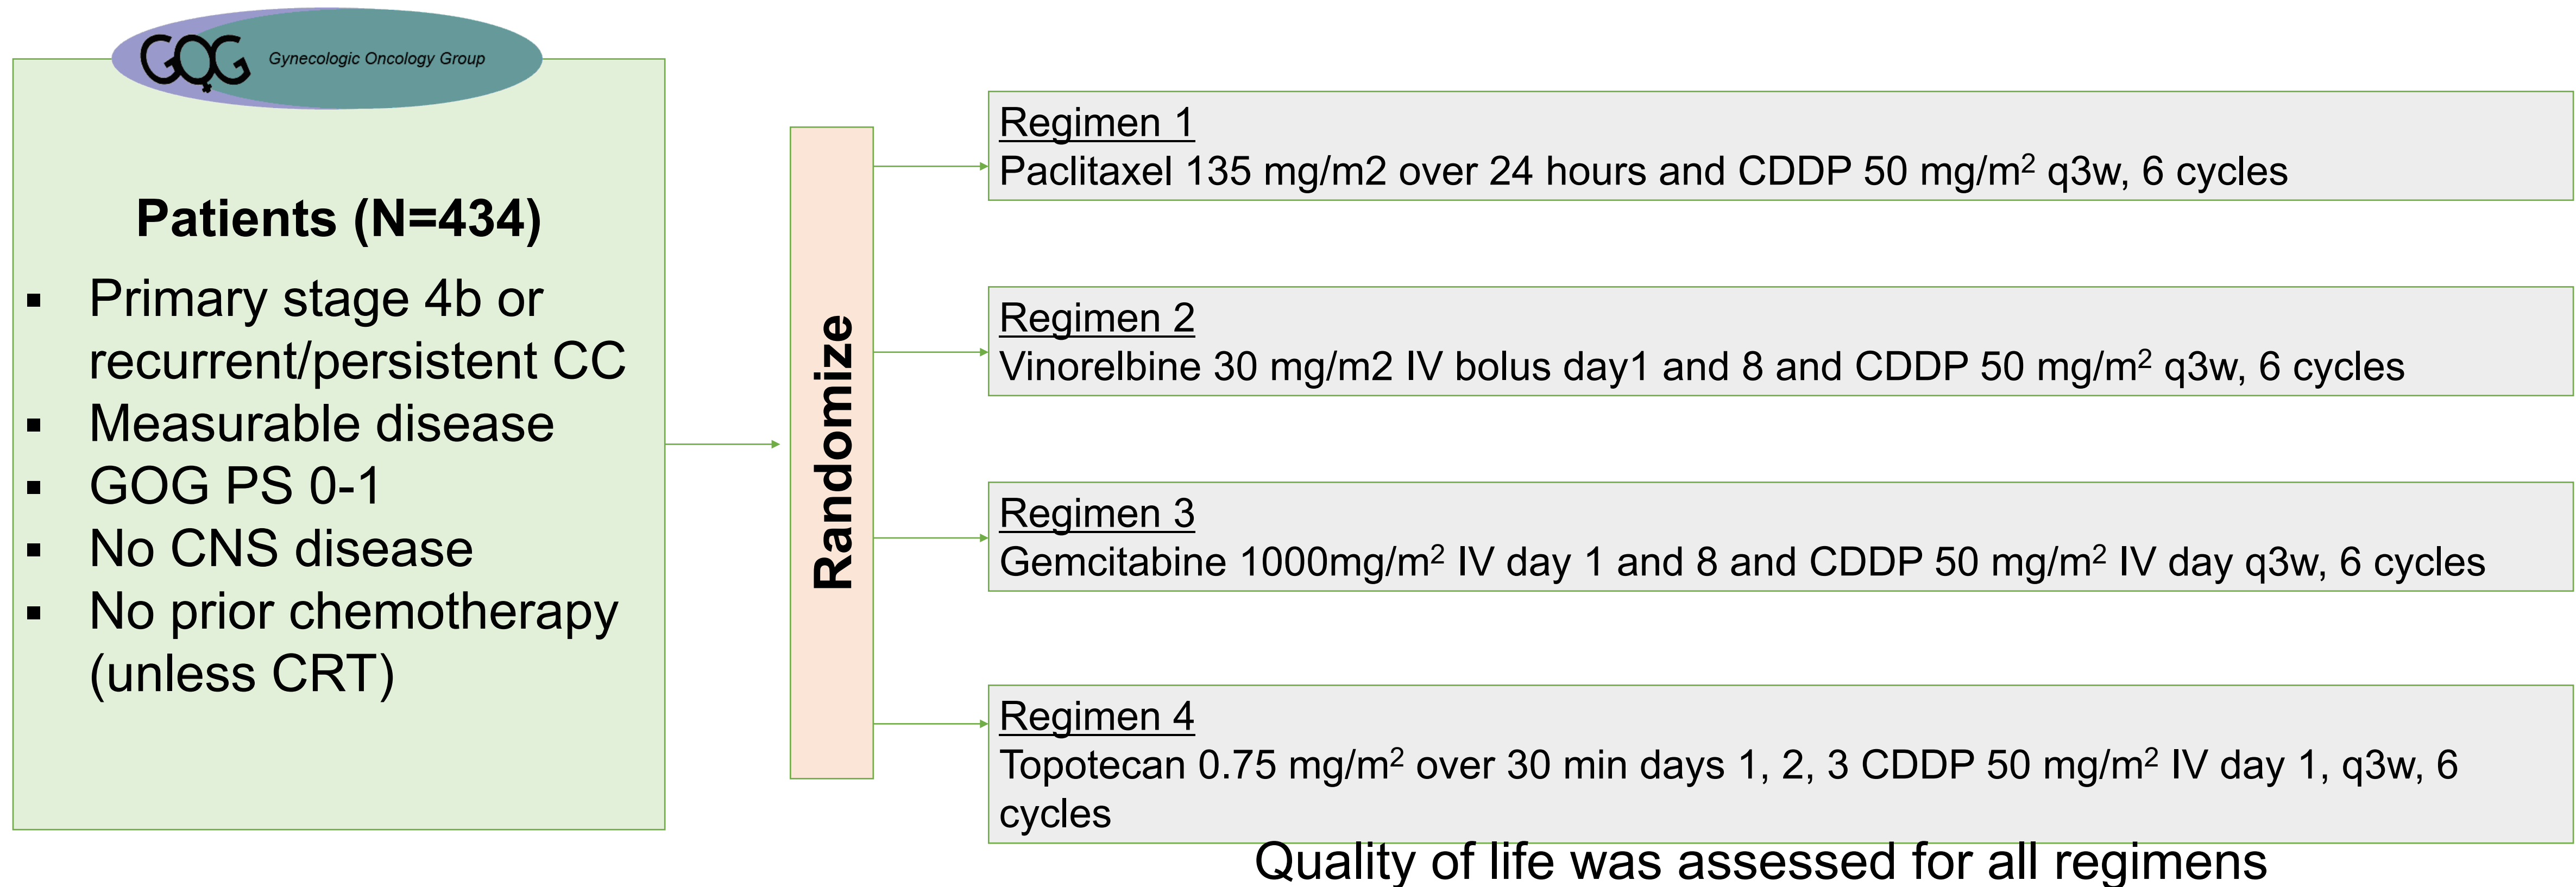 GOG Gynecologic Oncology Group
Patients (N=434)
▪ Primary stage 4b or
recurrent/persistent CC
▪ Measurable disease
▪ GOG PS 0-1
▪ No CNS disease
▪ No prior chemotherapy
(unless CRT)
Randomize
Regimen 1
Paclitaxel 135 mg/m2 over 24 hours and CDDP 50 mg/m² q3w, 6 cycles
Regimen 2
Vinorelbine 30 mg/m2 IV bolus day1 and 8 and CDDP 50 mg/m² q3w, 6 cycles
Regimen 3
Gemcitabine 1000mg/m² IV day 1 and 8 and CDDP 50 mg/m² IV day q3w, 6 cycles
Regimen 4
Topotecan 0.75 mg/m² over 30 min days 1, 2, 3 CDDP 50 mg/m² IV day 1, q3w, 6
cycles
Quality of life was assessed for all regimens